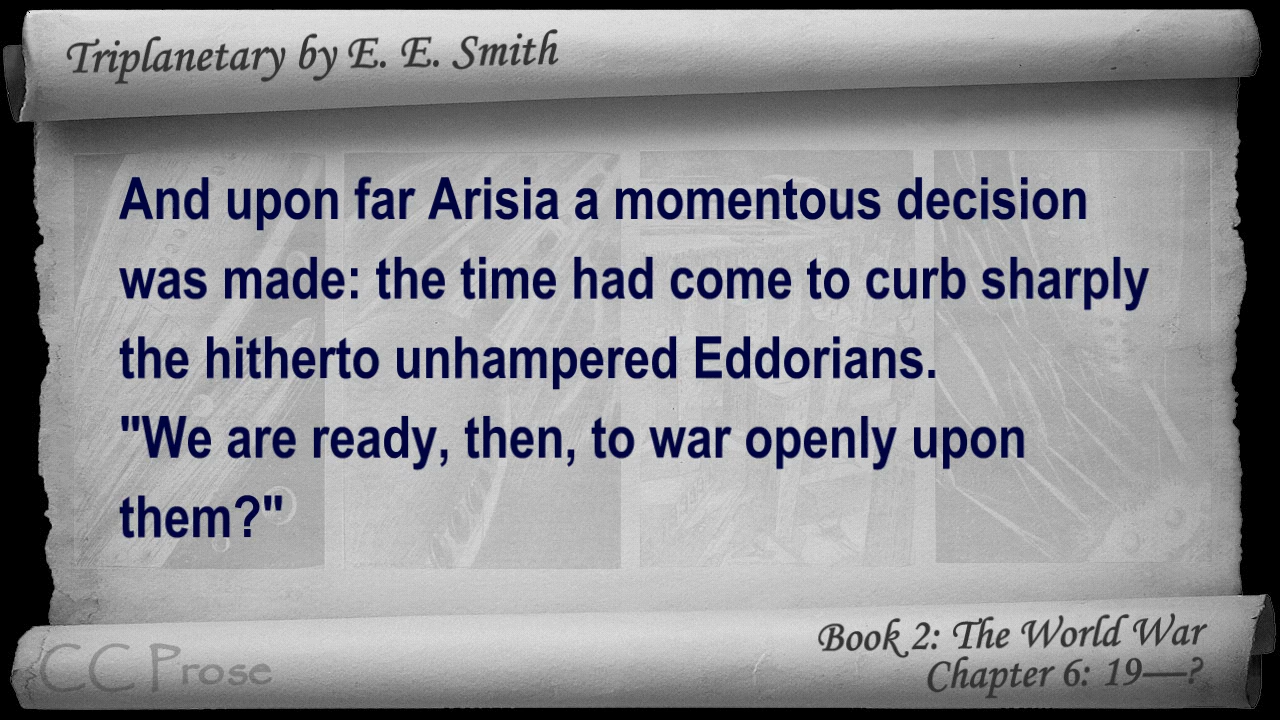 Triplanetary by E. E. Smith
And upon far Arisia a momentous decision
was made: the time had come to curb sharply
the hitherto unhampered Eddorians.
"We are ready, then, to war openly upon
them?"
Book 2: The World War
Chapter 6: 19—?
CC Prose